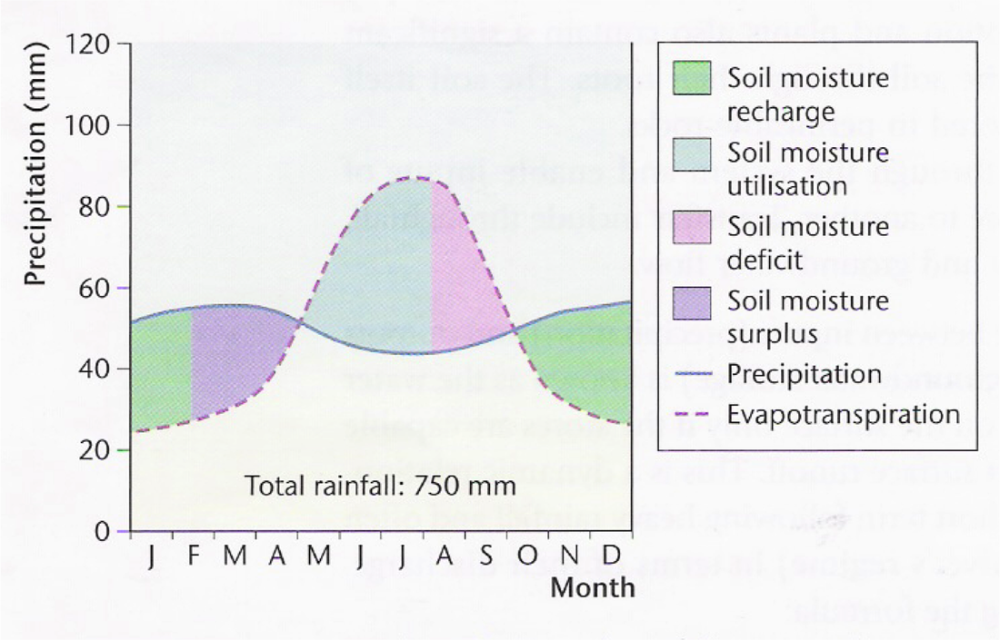 Precipitation (mm)
120
100
80
60
40
20
0
Total rainfall: 750 mm
J F M A M J J A S O N D
Month
Soil moisture
recharge
Soil moisture
utilisation
Soil moisture
deficit
Soil moisture
surplus
Precipitation
Evapotranspiration